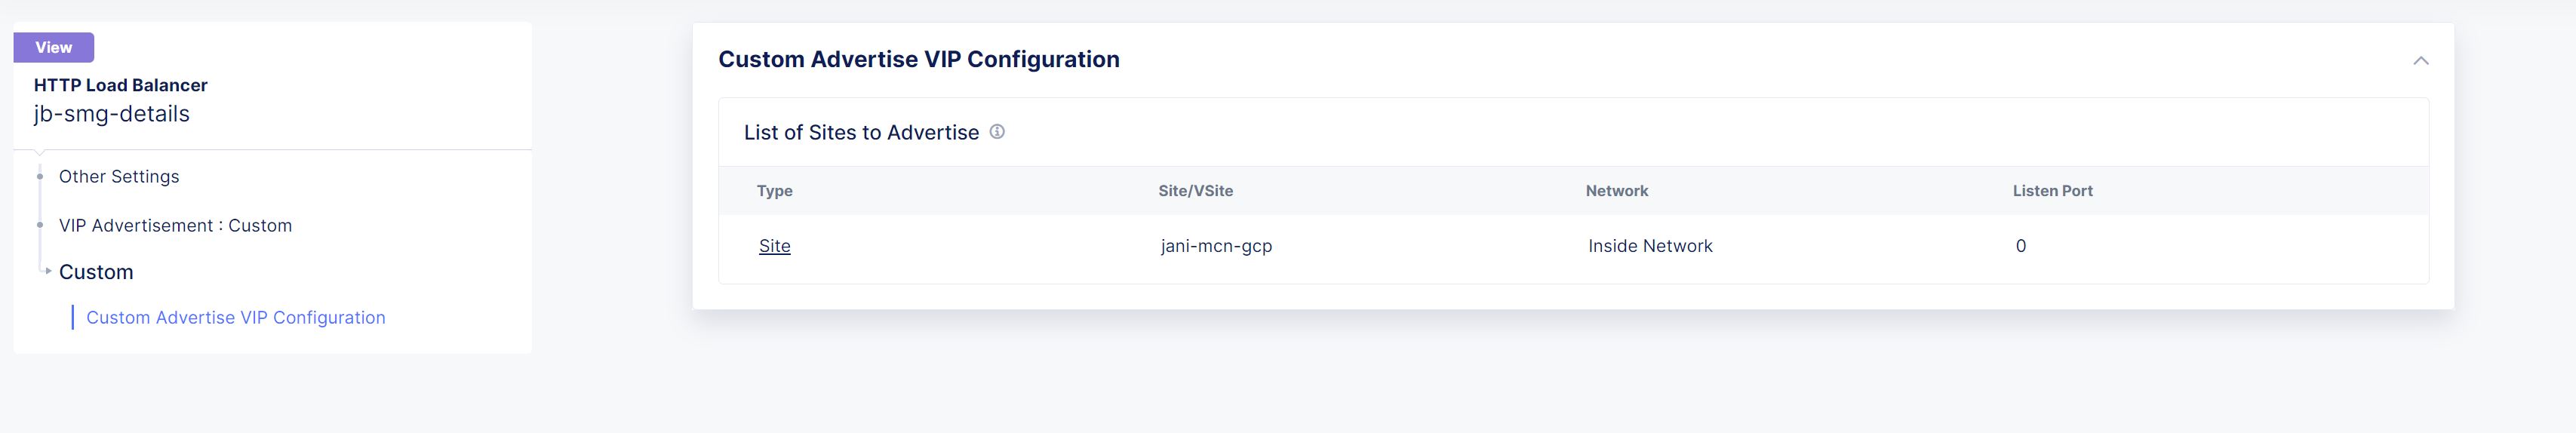 View
HTTP Load Balancer
jb-smg-details
Other Settings
VIP Advertisement : Custom
Custom
Custom Advertise VIP Configuration
Custom Advertise VIP Configuration
List of Sites to Advertise
Type Site/VSite Network Listen Port
Site jani-mcn-gcp Inside Network 0